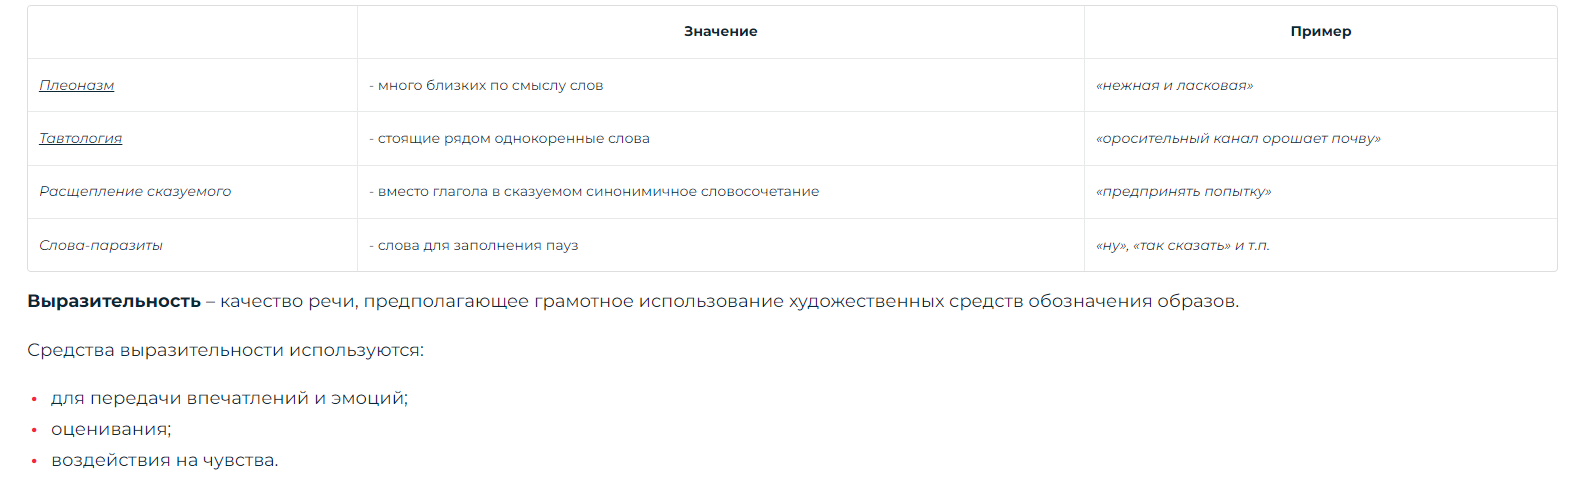 Значение Пример
Плеоназм - много близких по смыслу слов «нежная и ласковая»
Тавтология - стоящие рядом однокоренные слова «оросительный канал орошает почву»
Расщепление сказуемого - вместо глагола в сказуемом синонимичное словосочетание «предпринять попытку»
Слова-паразиты - слова для заполнения пауз «ну», «так сказать» и т.п.
Выразительность – качество речи, предполагающее грамотное использование художественных средств обозначения образов.
Средства выразительности используются:
• для передачи впечатлений и эмоций;
• оценивания;
• воздействия на чувства.